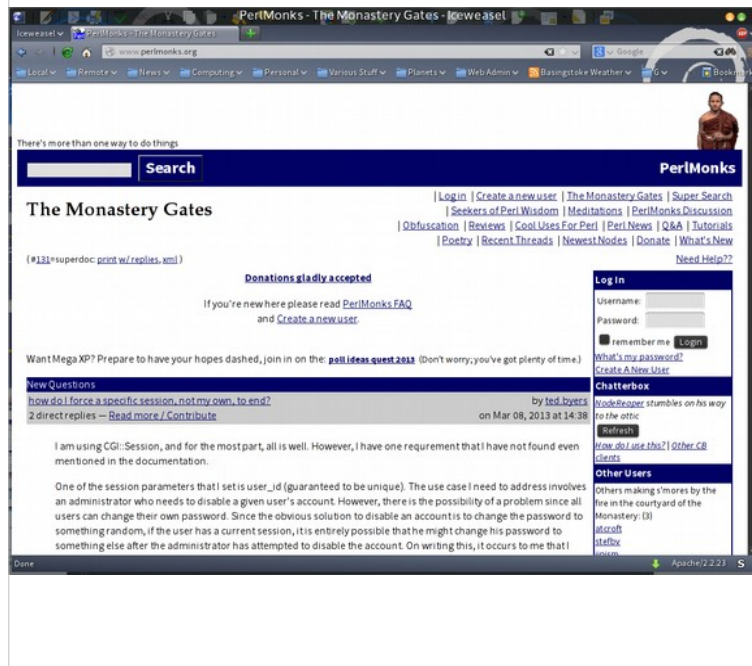 PerlMonks - The Monastery Gates - Iceweasel
Iceweasel PerlMonks - The Monastery Gates
www.perlmonks.org Google
Local Remote News Computing Personal Various Stuff Planets Web Admin Basingstoke Weather G Bookmark
There's more than one way to do things
Search PerlMonks
The Monastery Gates
| Log in | Create a new user | The Monastery Gates | Super Search
| Seekers of Perl Wisdom | Meditations | PerlMonks Discussion
| Obfuscation | Reviews | Cool Uses For Perl | Perl News | Q&A | Tutorials
| Poetry | Recent Threads | Newest Nodes | Donate | What's New
(#131=superdoc: print w/ replies, xml) Need Help??
Donations gladly accepted
If you're new here please read PerlMonks FAQ
and Create a new user.
Want Mega XP? Prepare to have your hopes dashed, join in on the: poll ideas quest 2013 (Don't worry; you've got plenty of time.)
New Questions
how do I force a specific session, not my own, to end? by ted.byers
2 direct replies — Read more / Contribute on Mar 08, 2013 at 14:38
I am using CGI::Session, and for the most part, all is well. However, I have one requrement that I have not found even
mentioned in the documentation.
One of the session parameters that I set is user_id (guaranteed to be unique). The use case I need to address involves
an administrator who needs to disable a given user's account. However, there is the possibility of a problem since all
users can change their own password. Since the obvious solution to disable an account is to change the password to
something random, if the user has a current session, it is entirely possible that he might change his password to
something else after the administrator has attempted to disable the account. On writing this, it occurs to me that I
Log In
Username:
Password:
remember me Login
What's my password?
Create A New User
Chatterbox
NodeReaper stumbles on his way
to the attic
Refresh
How do I use this? | Other CB
clients
Other Users
Others making s'mores by the
fire in the courtyard of the
Monastery: (3)
atcroft
stefby
Done Apache/2.2.23 S